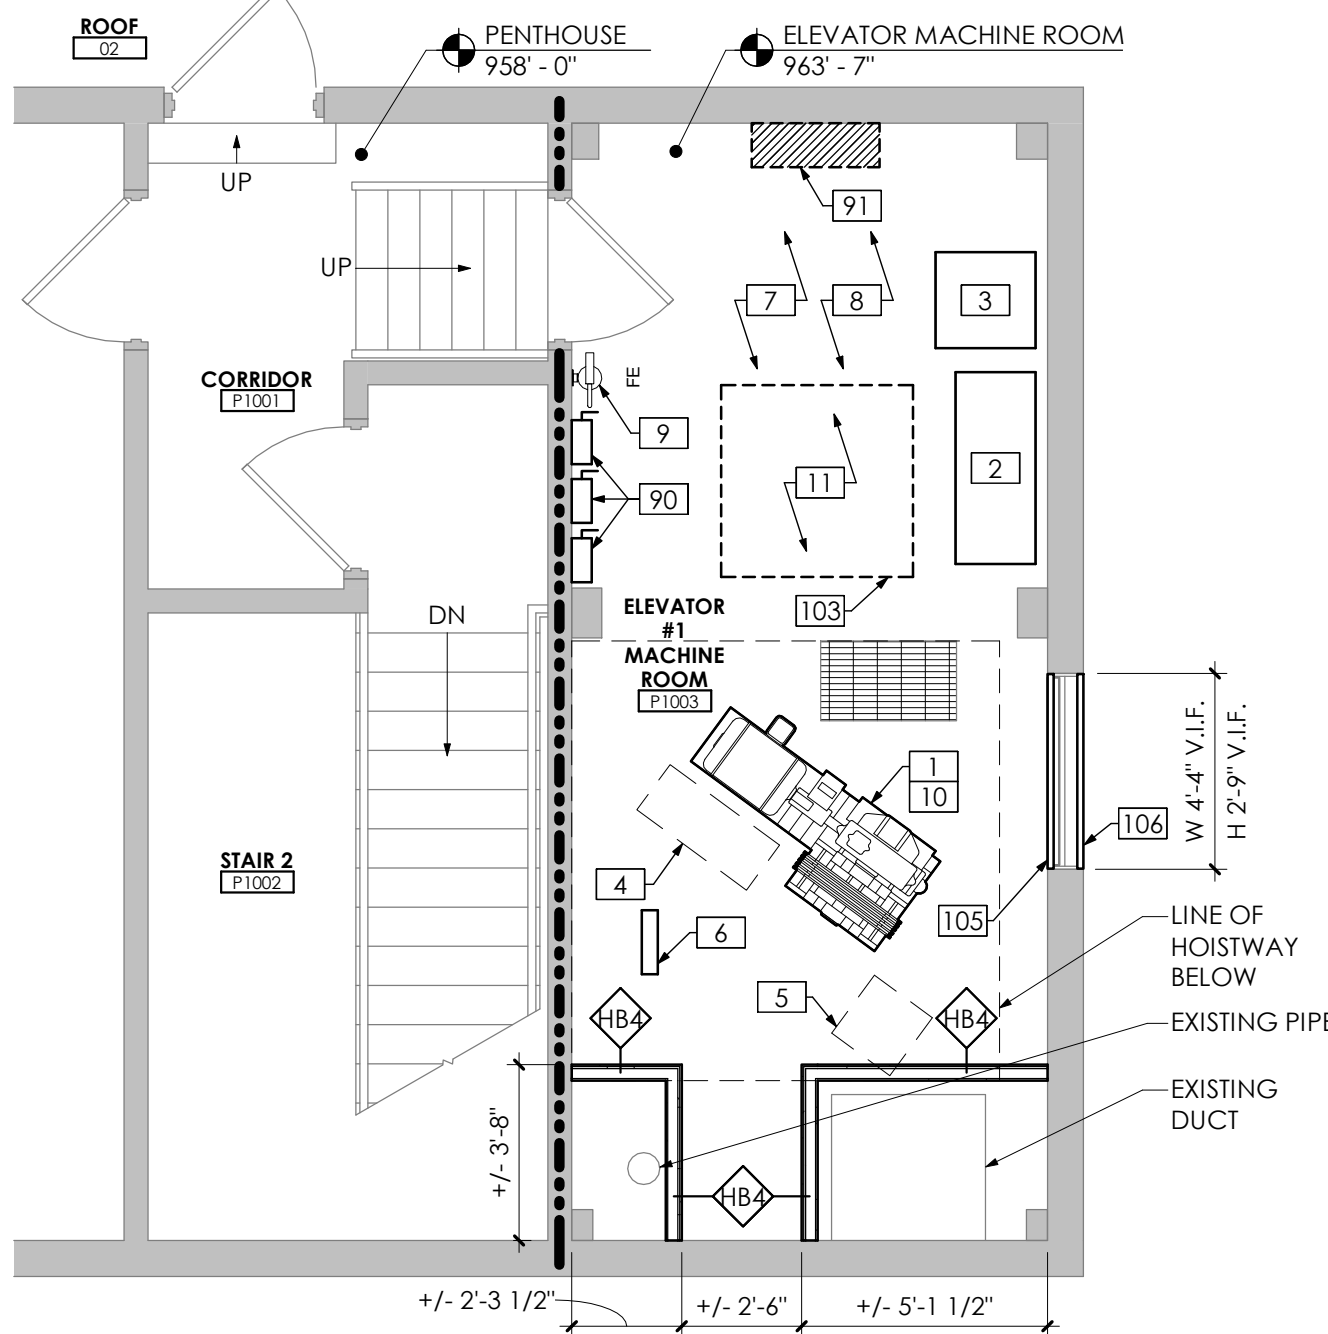 ROOF
02
PENTHOUSE
958' - 0"
ELEVATOR MACHINE ROOM
963' - 7"
UP
91
UP
7
8
3
CORRIDOR
P1001
FE
9
2
11
90
103
DN
ELEVATOR
#1
MACHINE
ROOM
P1003
W 4'-4" V.I.F.
H 2'-9" V.I.F.
1
10
106
STAIR 2
P1002
4
105
6
LINE OF
HOISTWAY
BELOW
5
HB4
HB4
EXISTING PIPE
EXISTING
DUCT
+/- 3'-8"
HB4
+/- 2'-3 1/2"
+/- 2'-6"
+/- 5'-1 1/2"